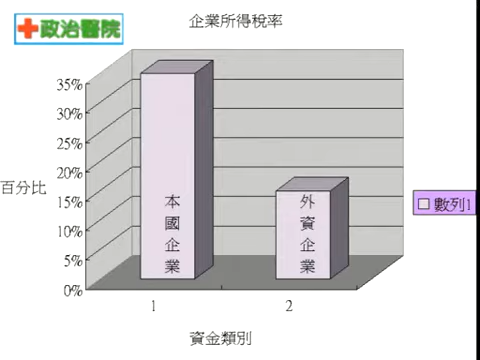 政治醫院
企業所得稅率
35%
30%
25%
20%
15%
10%
5%
0%
百分比
本國企業
外資企業
數列1
1
2
資金類別